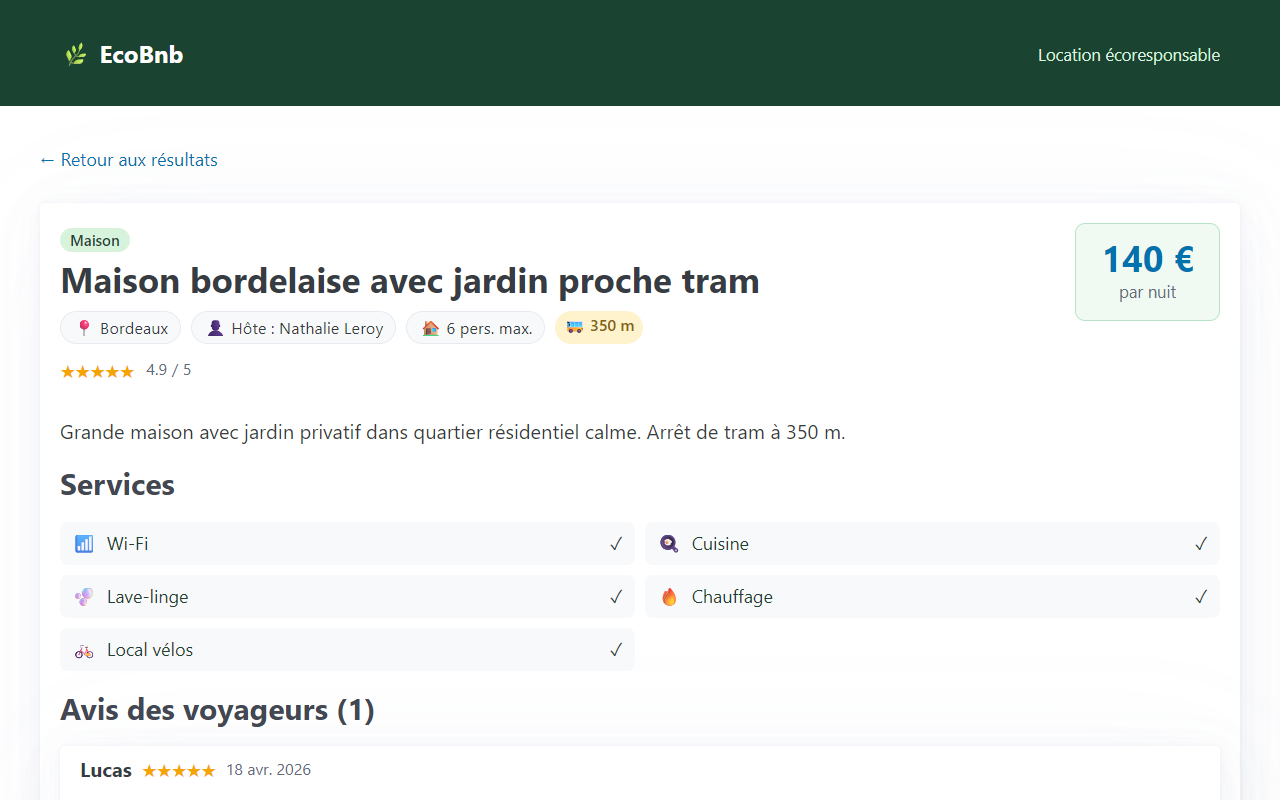 EcoBnb
Location écoresponsable
← Retour aux résultats
Maison
Maison bordelaise avec jardin proche tram
140 €
par nuit
Bordeaux
Hôte : Nathalie Leroy
6 pers. max.
350 m
★★★★★ 4.9 / 5
Grande maison avec jardin privatif dans quartier résidentiel calme. Arrêt de tram à 350 m.
Services
Wi-Fi ✓
Cuisine ✓
Lave-linge ✓
Chauffage ✓
Local vélos ✓
Avis des voyageurs (1)
Lucas ★★★★★ 18 avr. 2026